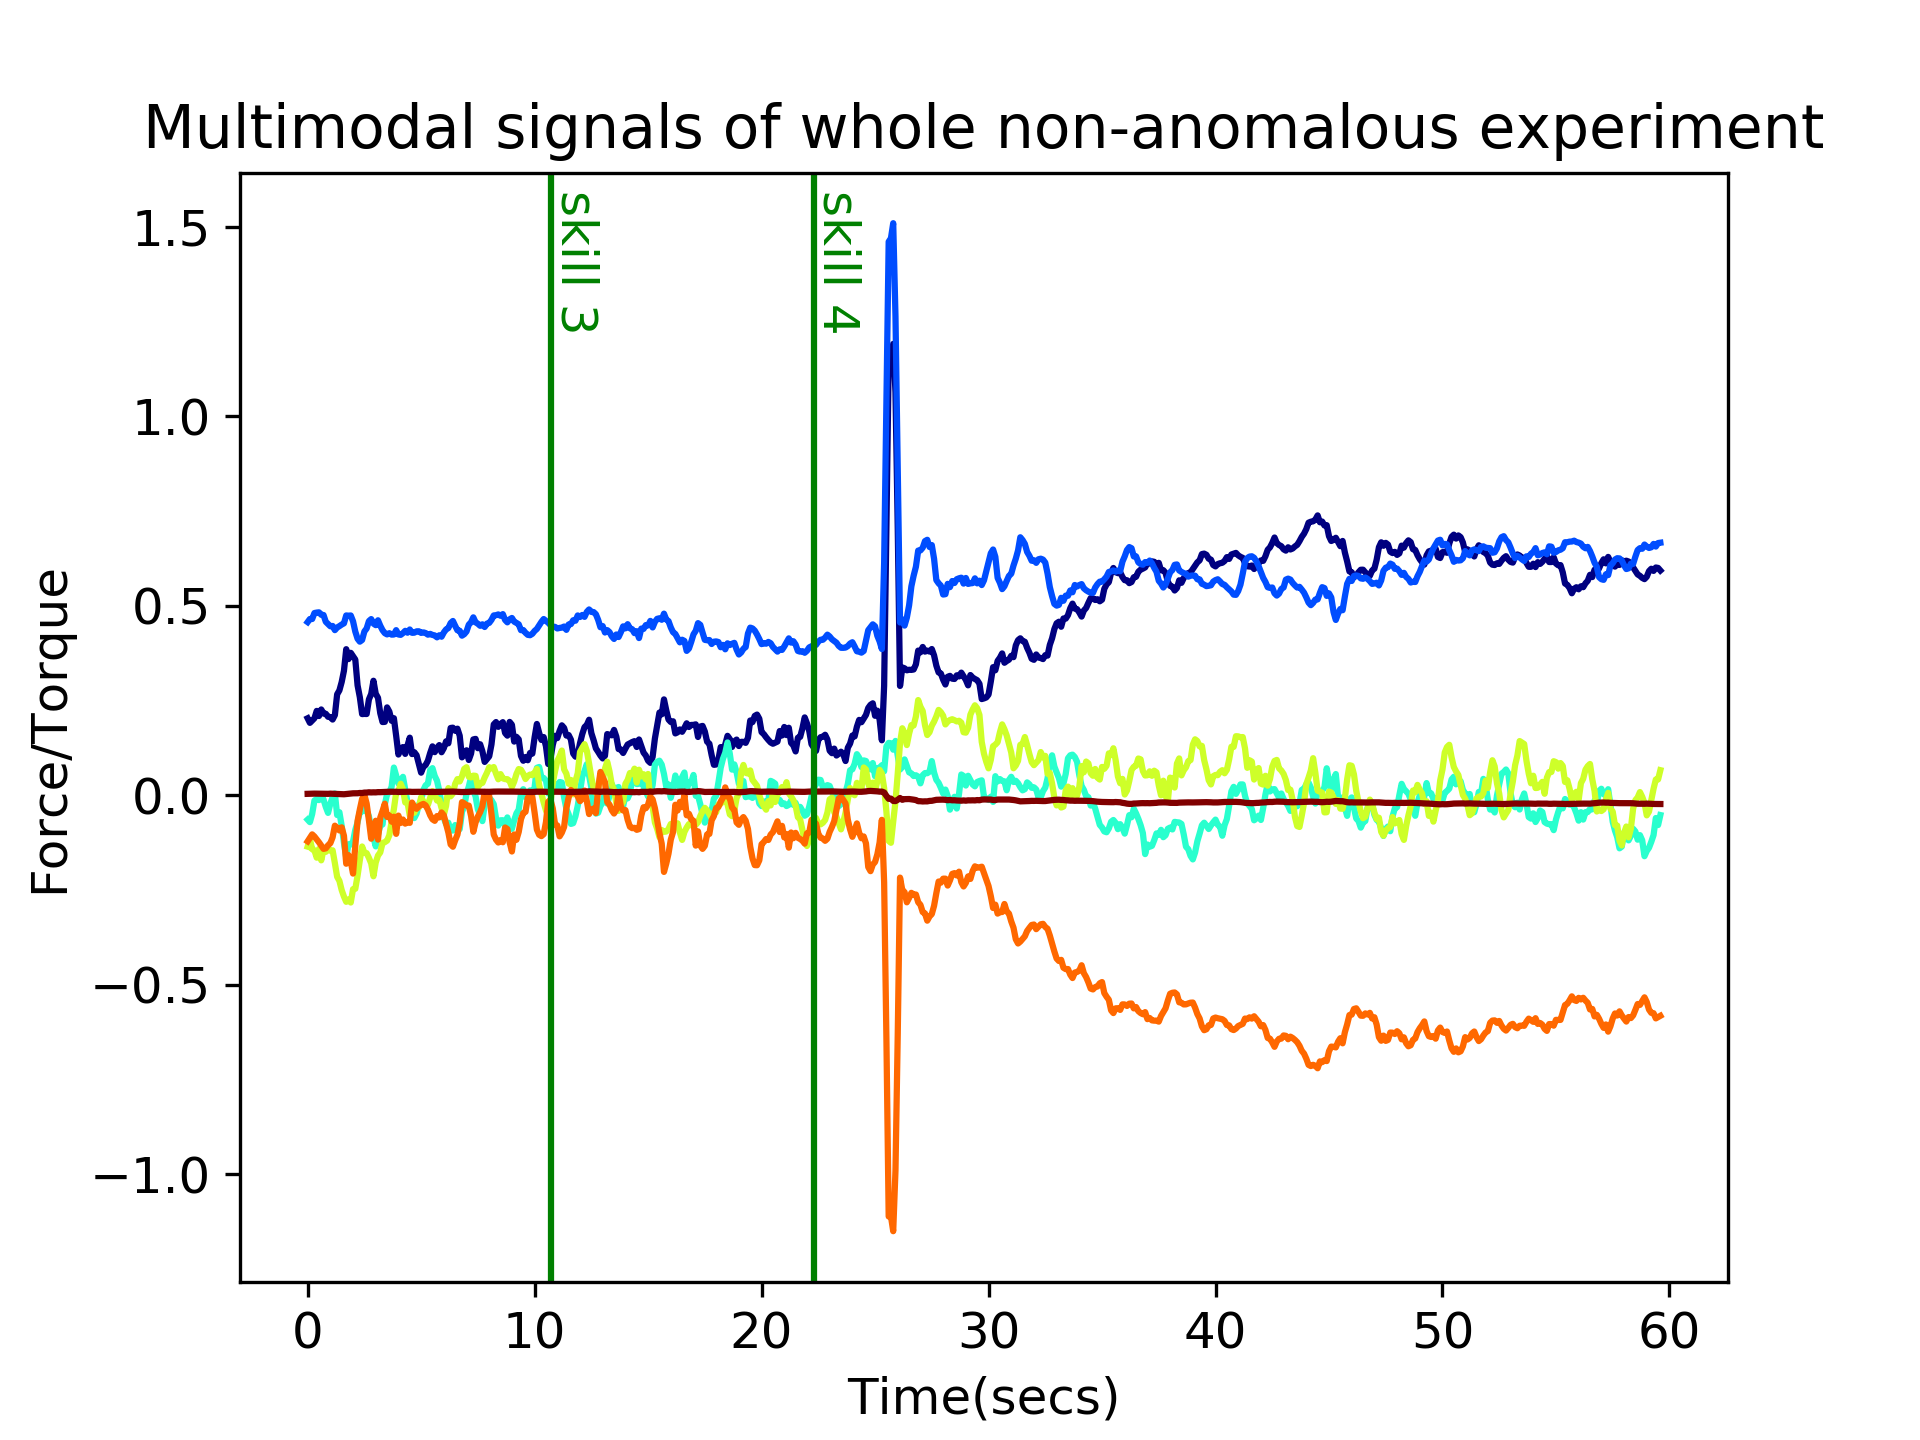 Multimodal signals of whole non-anomalous experiment
skill 3
skill 4
1.5
1.0
0.5
0.0
−0.5
−1.0
Force/Torque
0 10 20 30 40 50 60
Time(secs)